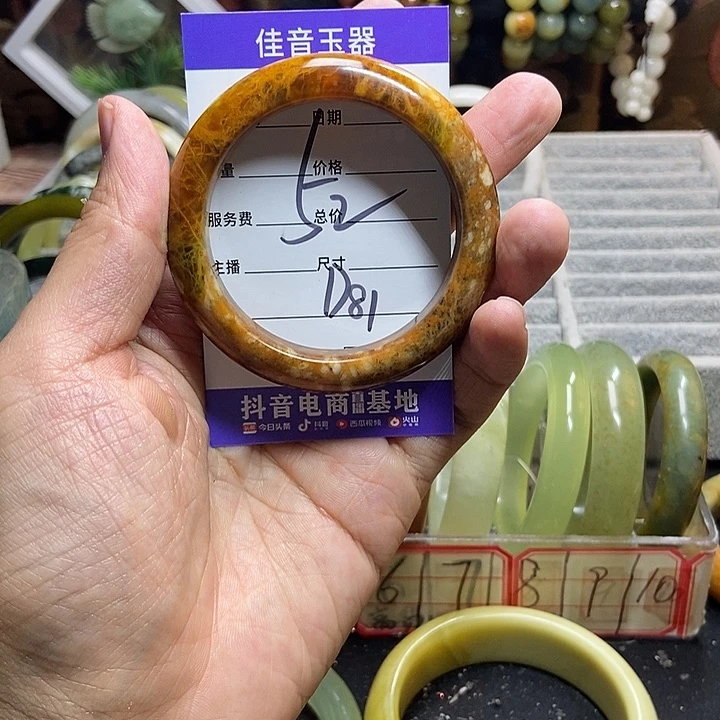 佳音玉器
日期
量 价格
52
服务费 总价
主播 尺寸
D81
抖音电商直播基地
今日头条 抖音 西瓜视频 火山
6 7 8 9 10